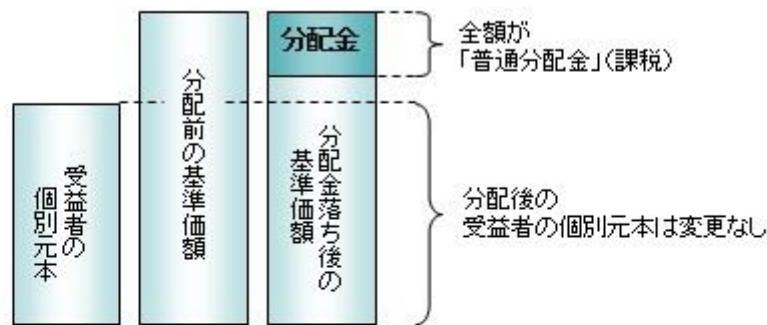 受益者の
個別元本
分配前の基準価額
分配金
分配金落ち後の
基準価額
全額が
「普通分配金」(課税)
分配後の
受益者の個別元本は変更なし